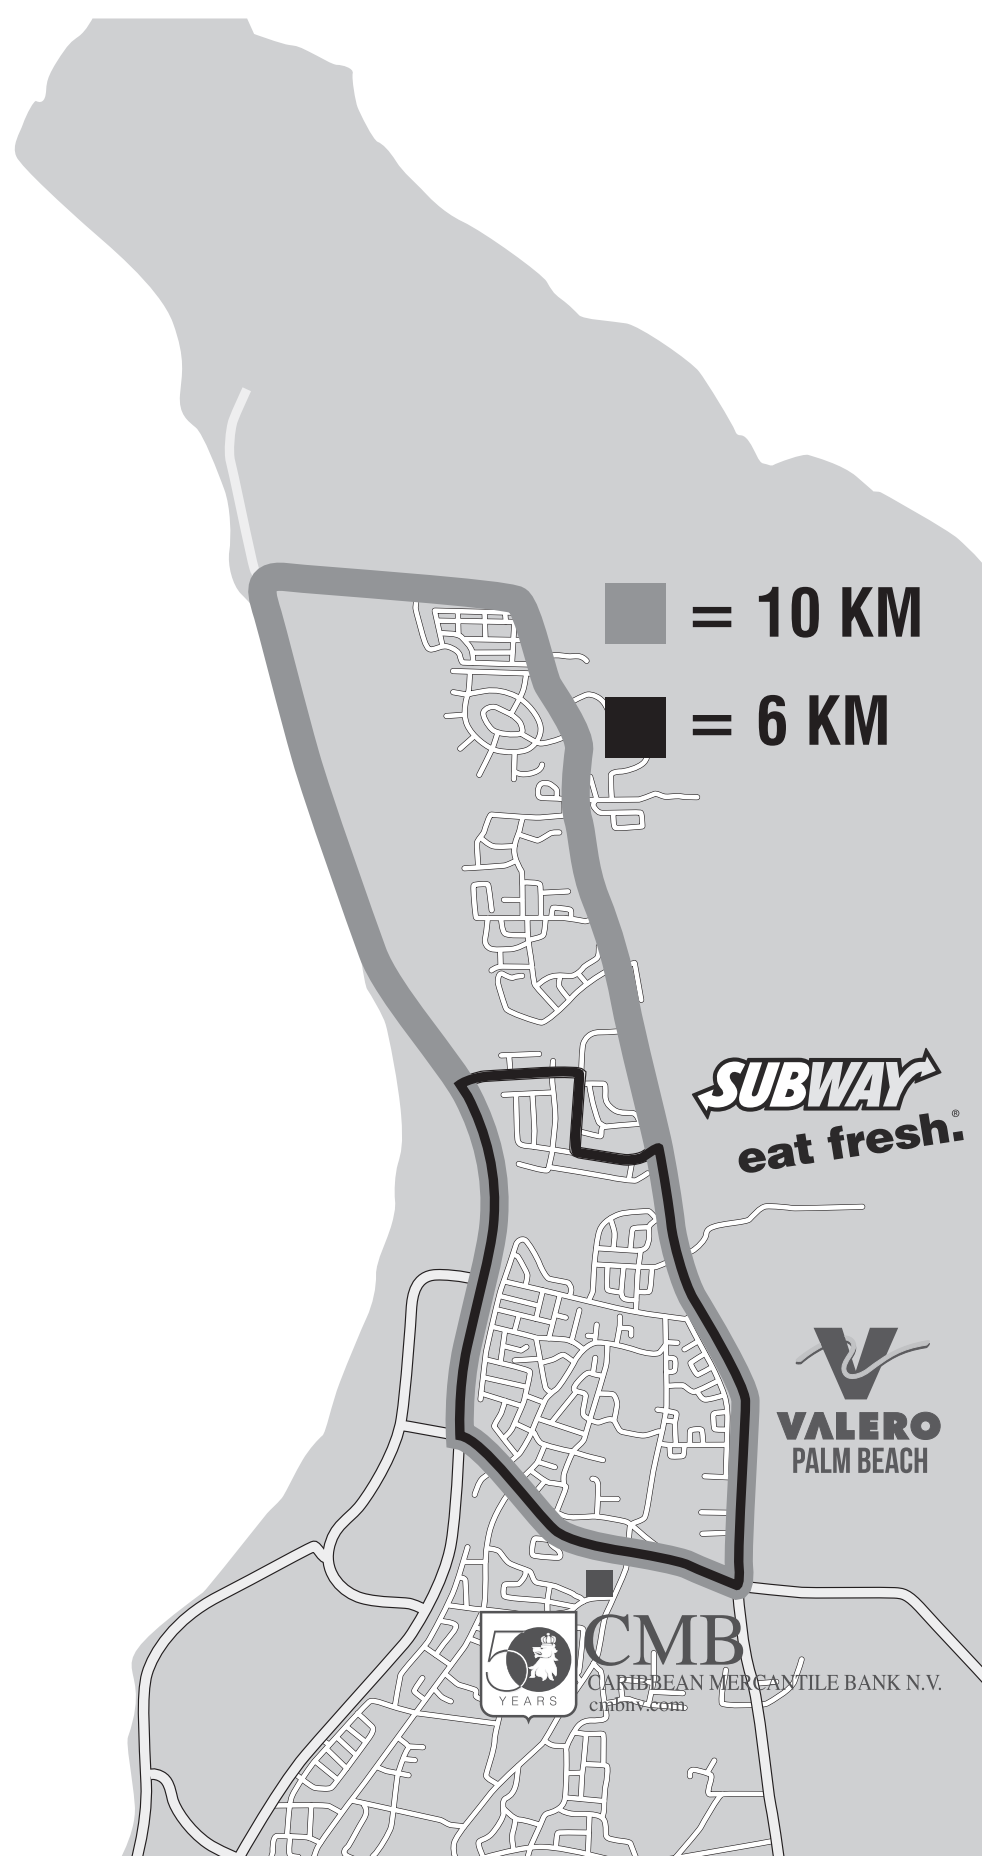 = 10 KM
= 6 KM
SUBWAY
eat fresh.®
VALERO
PALM BEACH
50
YEARS
CMB
CARIBBEAN MERCANTILE BANK N.V.
cmbnv.com